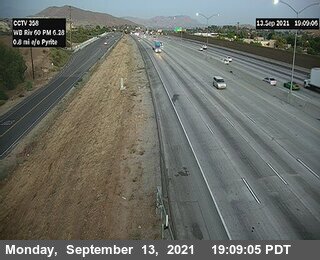 CCTV 358
WB Riv 60 PM 6.28
0.8 mi e/o Pyrite
13 Sep 2021 19:09:06
Monday, September 13, 2021 19:09:05 PDT